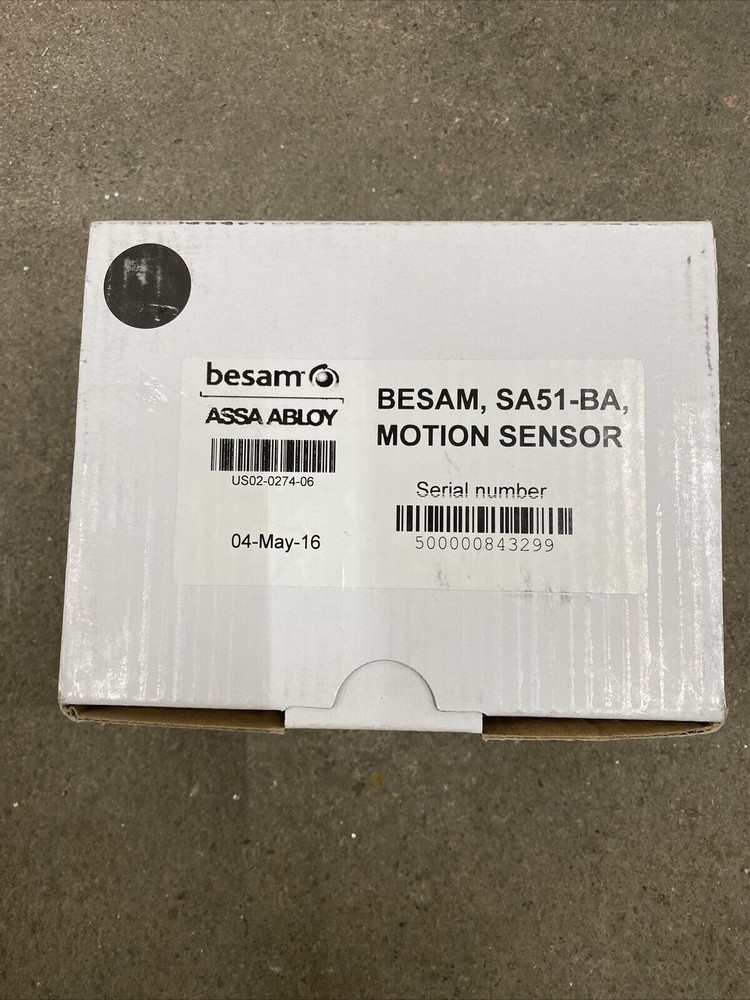 besam
ASSA ABLOY
US02-0274-06
04-May-16
BESAM, SA51-BA,
MOTION SENSOR
Serial number
500000843299